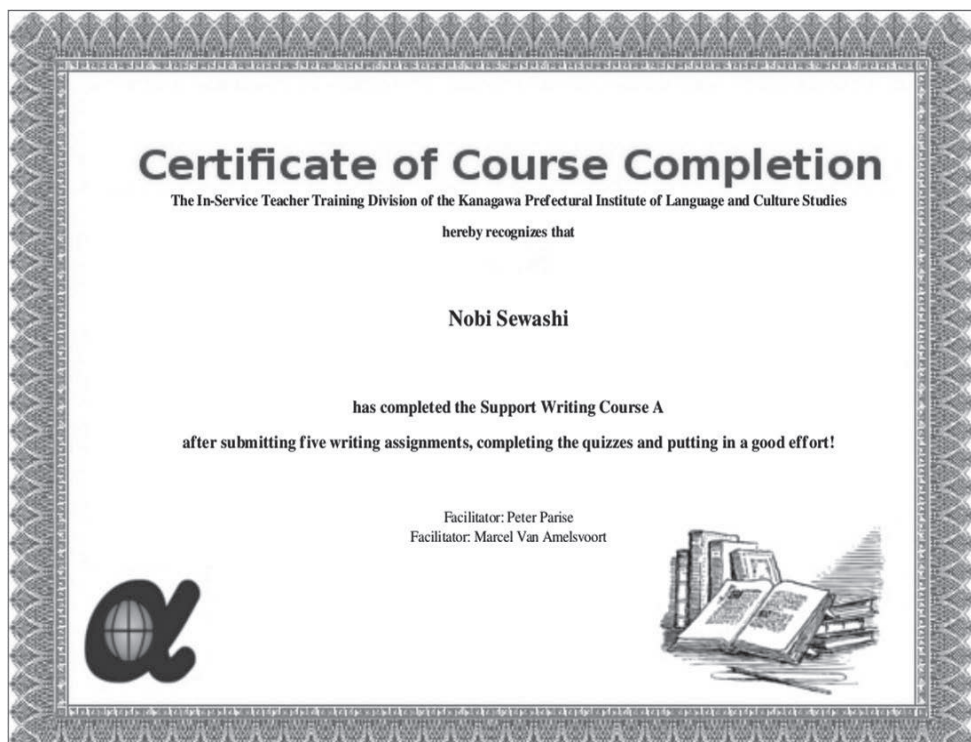 Certificate of Course Completion
The In-Service Teacher Training Division of the Kanagawa Prefectural Institute of Language and Culture Studies
hereby recognizes that
Nobi Sewashi
has completed the Support Writing Course A
after submitting five writing assignments, completing the quizzes and putting in a good effort!
Facilitator: Peter Parise
Facilitator: Marcel Van Amelsvoort